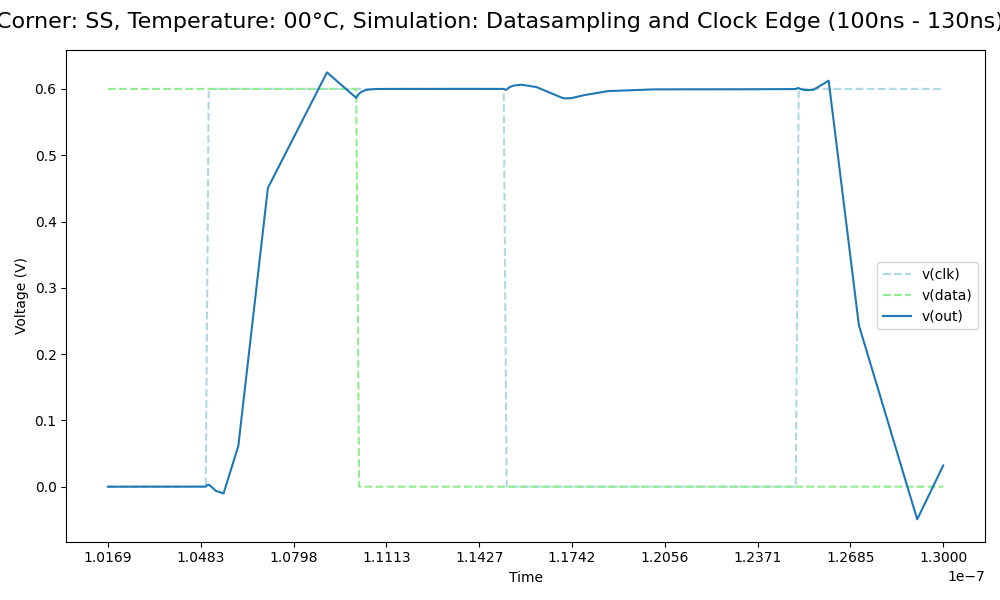 Corner: SS, Temperature: 00°C, Simulation: Datasampling and Clock Edge (100ns - 130ns)
0.6
0.5
0.4
0.3
0.2
0.1
0.0
Voltage (V)
v(clk)
v(data)
v(out)
1.0169 1.0483 1.0798 1.1113 1.1427 1.1742 1.2056 1.2371 1.2685 1.3000
1e−7
Time